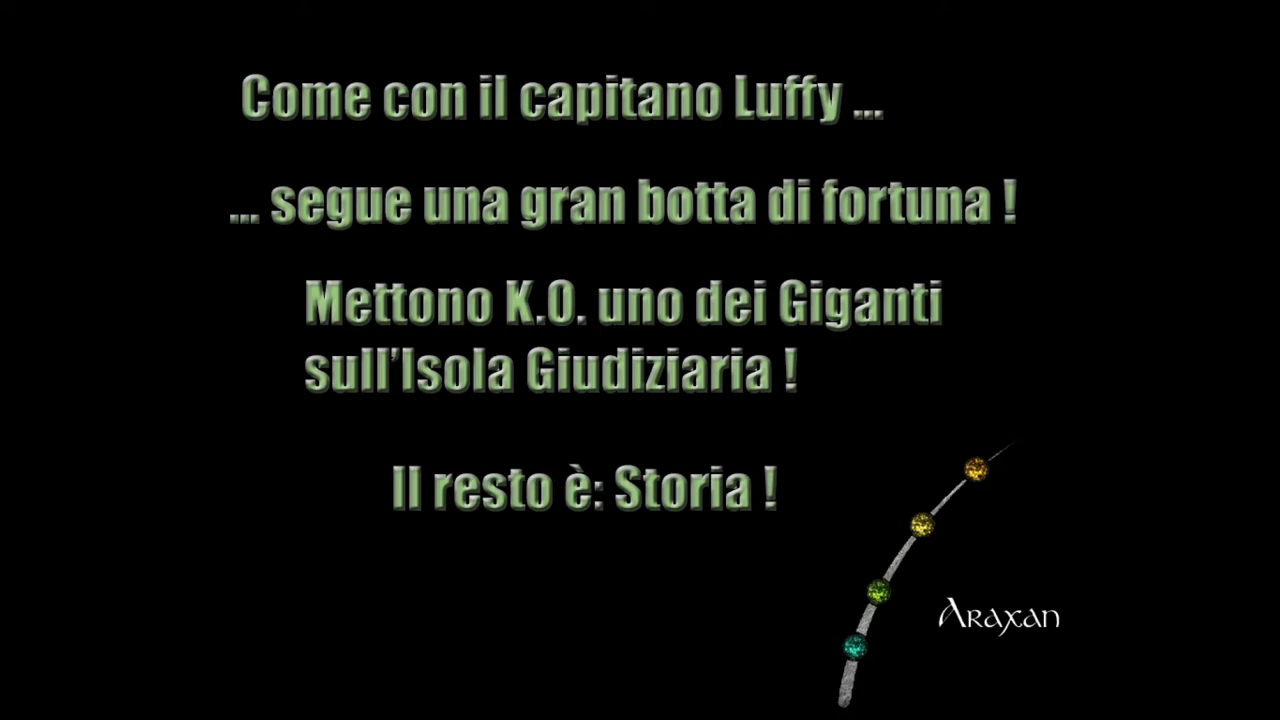 Come con il capitano Luffy ...
... segue una gran botta di fortuna !
Mettono K.O. uno dei Giganti
sull'Isola Giudiziaria !
Il resto è: Storia !
Araxan